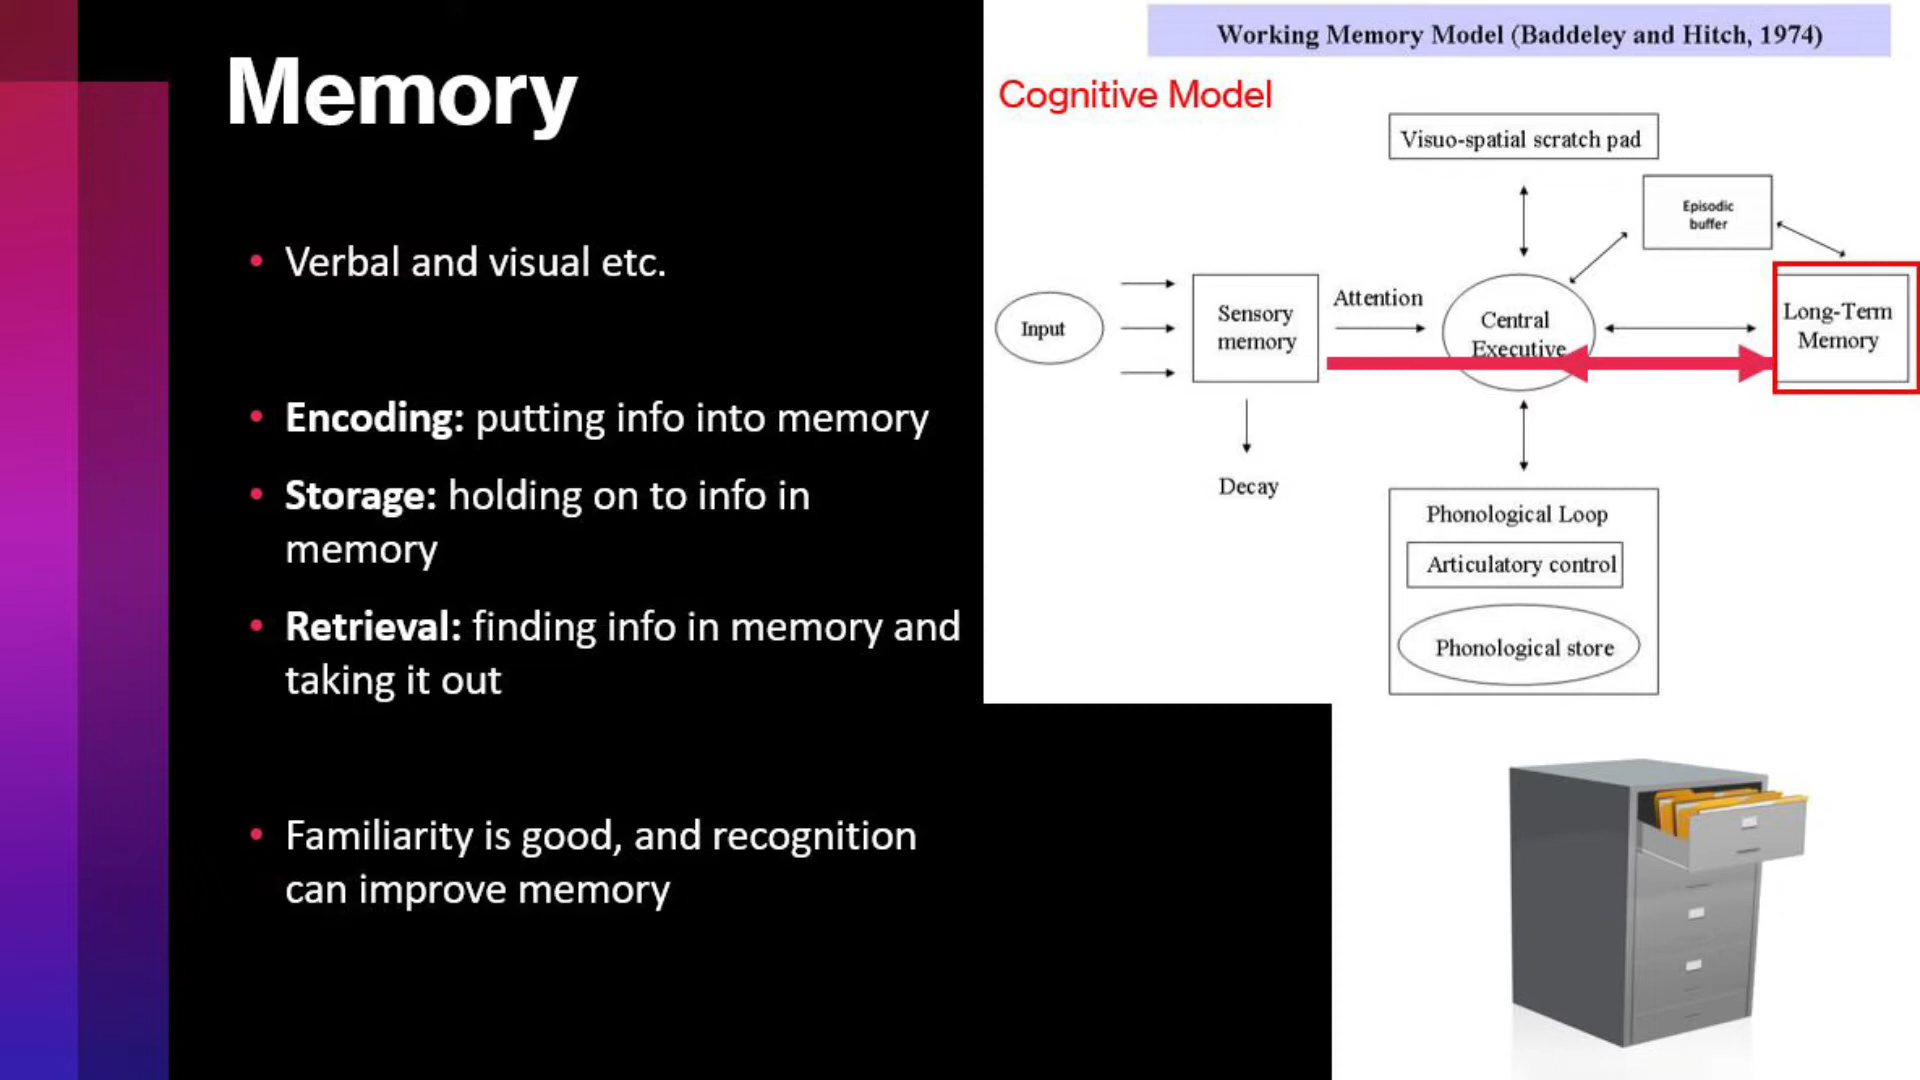 Memory
• Verbal and visual etc.
• Encoding: putting info into memory
• Storage: holding on to info in
memory
• Retrieval: finding info in memory and
taking it out
• Familiarity is good, and recognition
can improve memory
Working Memory Model (Baddeley and Hitch, 1974)
Cognitive Model
Visuo-spatial scratch pad
Episodic
buffer
Input
Sensory
memory
Attention
Central
Executive
Long-Term
Memory
Decay
Phonological Loop
Articulatory control
Phonological store